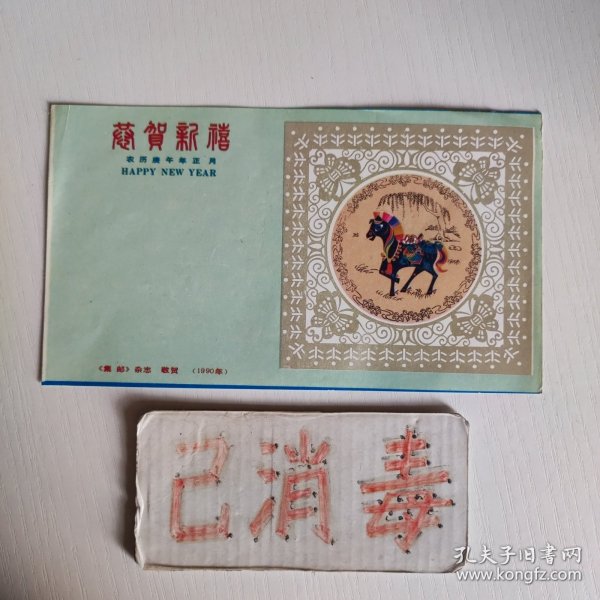 恭賀新禧
农历庚午年正月
HAPPY NEW YEAR
《集邮》杂志 敬贺 (1990年)
已消毒
孔夫子旧书网
www.kongfz.com